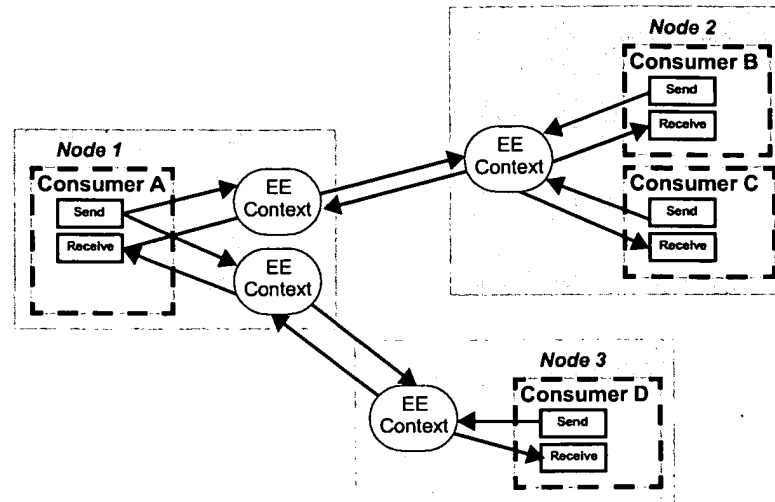 Node 1
Consumer A
Send
Receive
EE
Context
EE
Context
Node 2
EE
Context
Consumer B
Send
Receive
Consumer C
Send
Receive
Node 3
EE
Context
Consumer D
Send
Receive